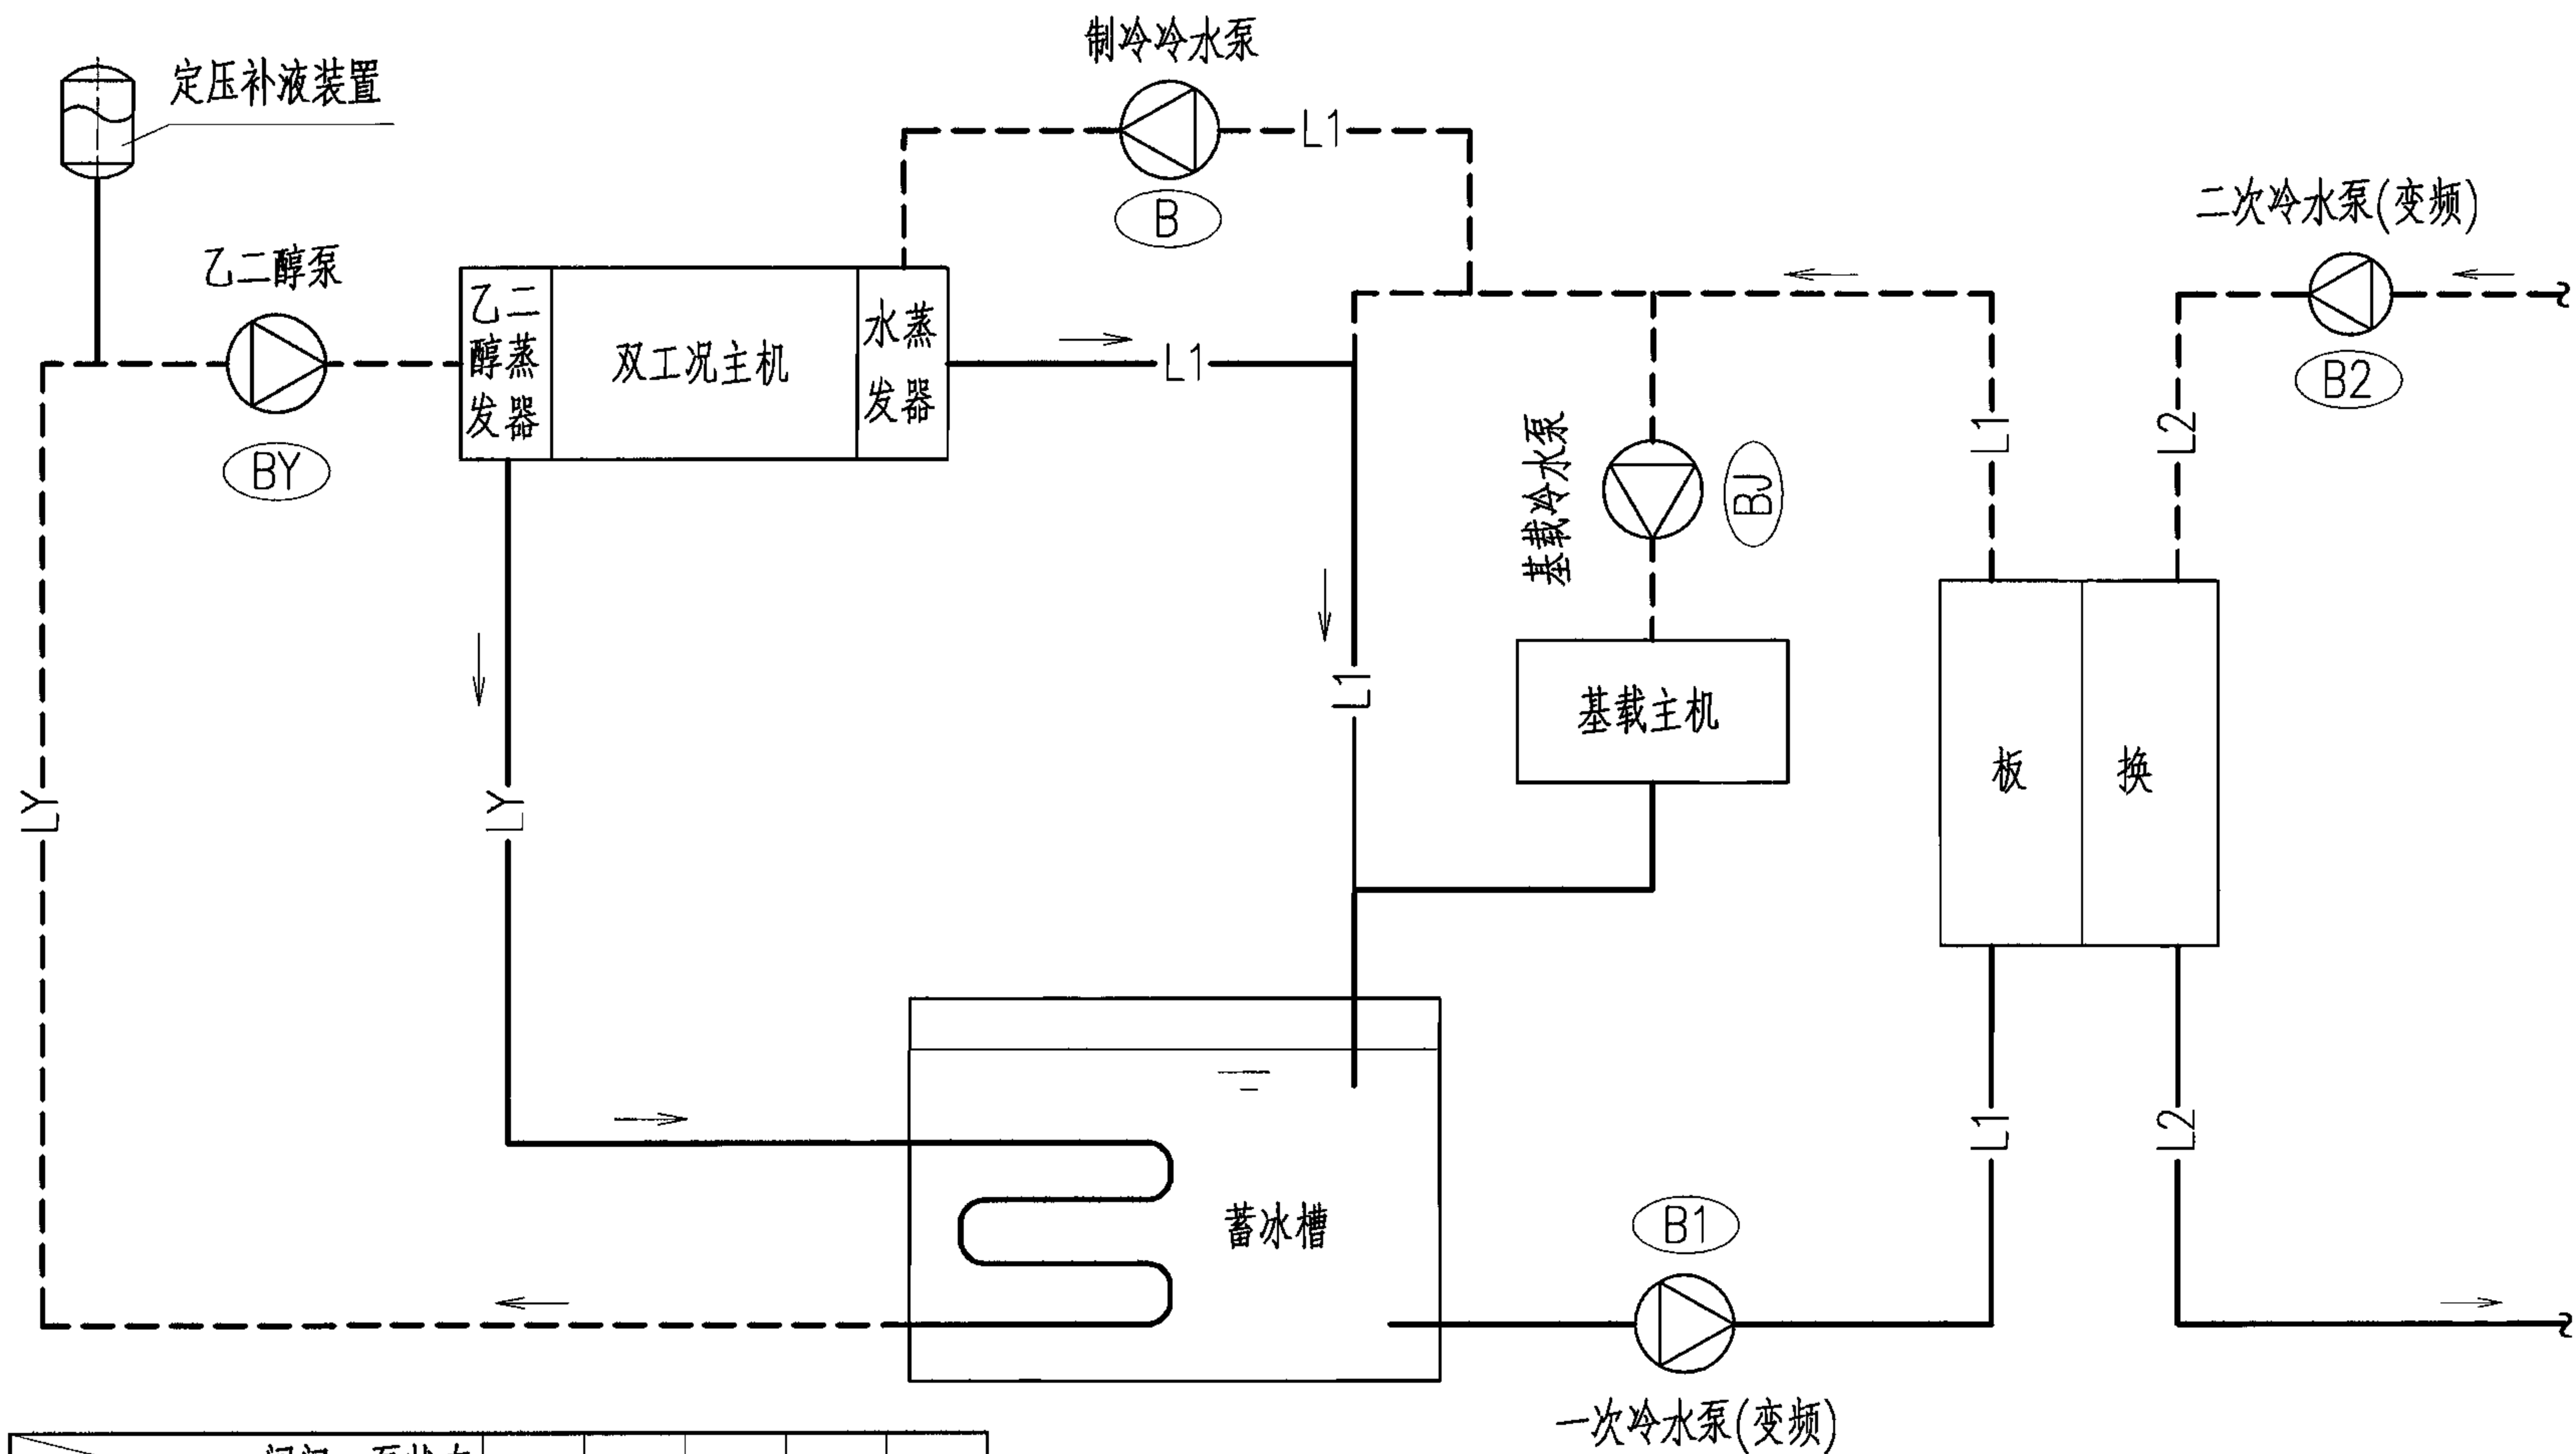 制冷冷水泵
定压补液装置
L1
B
二次冷水泵(变频)
乙二醇泵
乙二
醇蒸
发器
双工况主机
水蒸
发器
L1
B2
BY
基载冷水泵
BJ
L1
L2
L1
基载主机
板
换
LY
LY
L1
L2
蓄冰槽
B1
一次冷水泵(变频)